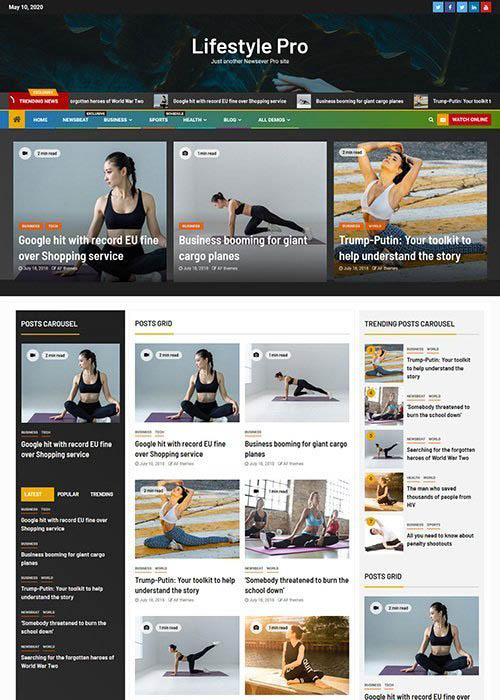 May 10, 2020
Lifestyle Pro
Just another Newsever Pro site
EXCLUSIVE
TRENDING NEWS
forgotten heroes of World War Two
Google hit with record EU fine over Shopping service
Business booming for giant cargo planes
Trump-Putin: Your toolkit t
EXCLUSIVE
SCHEDULE
HOME
NEWSBEAT
BUSINESS
SPORTS
HEALTH
BLOG
ALL DEMOS
WATCH ONLINE
2 min read
BUSINESS TECH
Google hit with record EU fine
over Shopping service
July 18, 2018 AF themes
1 min read
BUSINESS
Business booming for giant
cargo planes
July 18, 2018 AF themes
2 min read
BUSINESS WORLD
Trump-Putin: Your toolkit to
help understand the story
July 18, 2018 AF themes
POSTS CAROUSEL
2 min read
BUSINESS TECH
Google hit with record EU fine
over Shopping service
LATEST
POPULAR
TRENDING
BUSINESS TECH
Google hit with record EU fine over
Shopping service
BUSINESS
Business booming for giant cargo
planes
BUSINESS WORLD
Trump-Putin: Your toolkit to help
understand the story
NEWSBEAT WORLD
'Somebody threatened to burn the
school down'
NEWSBEAT WORLD
Searching for the forgotten heroes
of World War Two
POSTS GRID
2 min read
BUSINESS TECH
Google hit with record EU fine
over Shopping service
July 18, 2018 AF themes
1 min read
BUSINESS
Business booming for giant cargo
planes
July 18, 2018 AF themes
2 min read
BUSINESS WORLD
Trump-Putin: Your toolkit to help
understand the story
July 18, 2018 AF themes
1 min read
NEWSBEAT WORLD
'Somebody threatened to burn the
school down'
July 18, 2018 AF themes
1 min read
1 min read
TRENDING POSTS CAROUSEL
BUSINESS WORLD
Trump-Putin: Your toolkit
to help understand the
story
4
NEWSBEAT WORLD
'Somebody threatened to
burn the school down'
5
NEWSBEAT WORLD
Searching for the forgotten
heroes of World War Two
6
HEALTH WORLD
The man who saved
thousands of people from
HIV
7
BUSINESS SPORTS
All you need to know about
penalty shootouts
POSTS GRID
2 min read
BUSINESS TECH
Google hit with record EU fine
over Shopping service